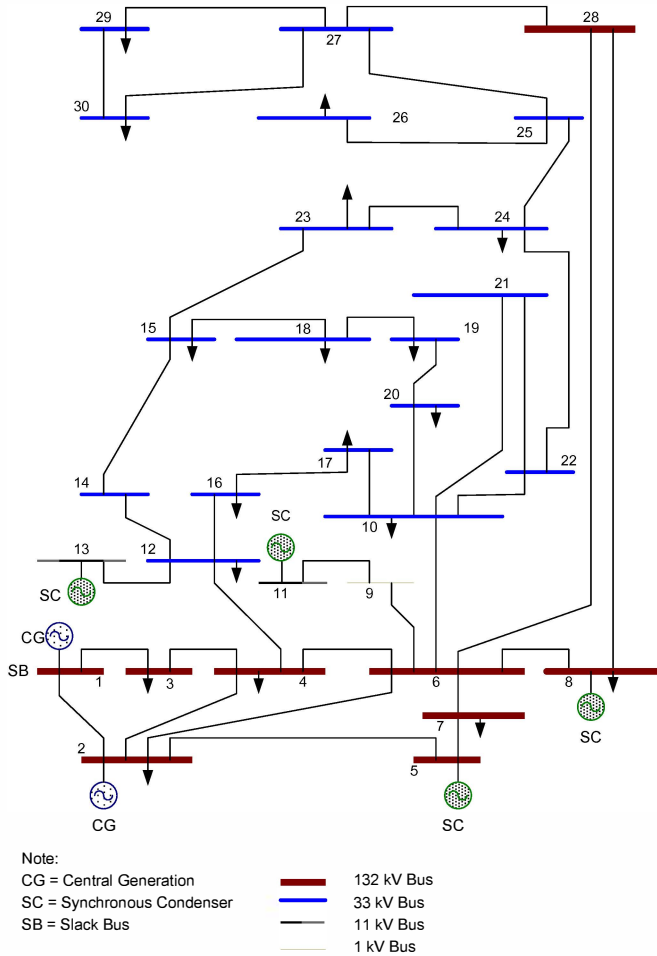 29
27
28
30
26
25
23
24
21
15
18
19
20
17
14
16
22
SC
10
13
12
11
9
SC
CG
SB
1
3
4
6
8
7
2
5
SC
CG
SC
Note:
CG = Central Generation
SC = Synchronous Condenser
SB = Slack Bus
132 kV Bus
33 kV Bus
11 kV Bus
1 kV Bus